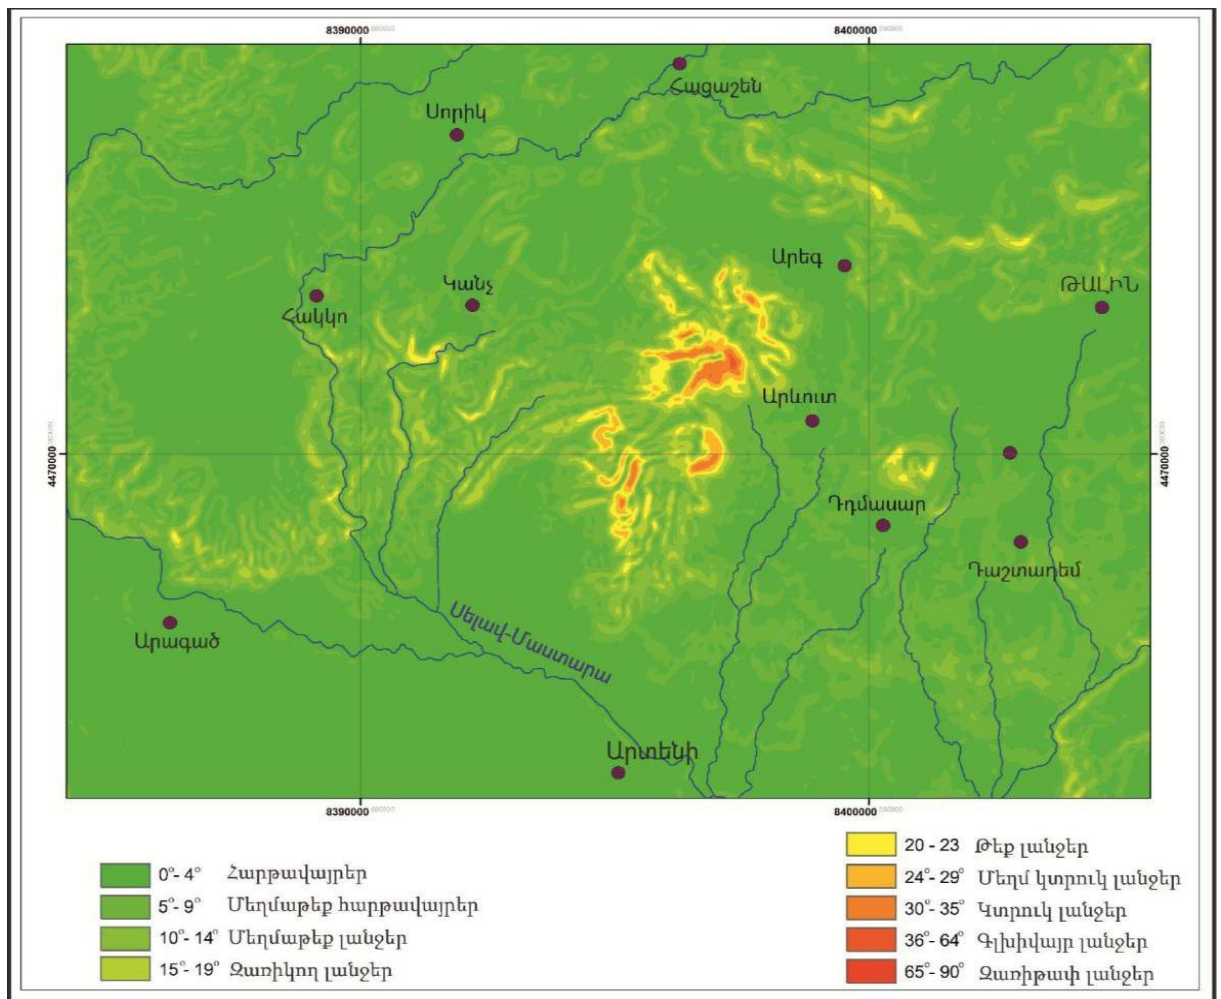 8390000
8400000
Հացաշեն
Սորիկ
Արեգ
Կանչ
ԹԱԼԻՆ
Հակկո
Արևուտ
4470000
4470000
Դդմասար
Դաշտադեմ
Սելավ-Մաստարա
Արագած
Արտենի
8390000
8400000
0°- 4° Հարթավայրեր
5°- 9° Մեղմաթեք հարթավայրեր
10°- 14° Մեղմաթեք լանջեր
15°- 19° Զառիկող լանջեր
20 - 23 Թեք լանջեր
24°- 29° Մեղմ կտրուկ լանջեր
30°- 35° Կտրուկ լանջեր
36°- 64° Գլխիվայր լանջեր
65°- 90° Զառիթափ լանջեր